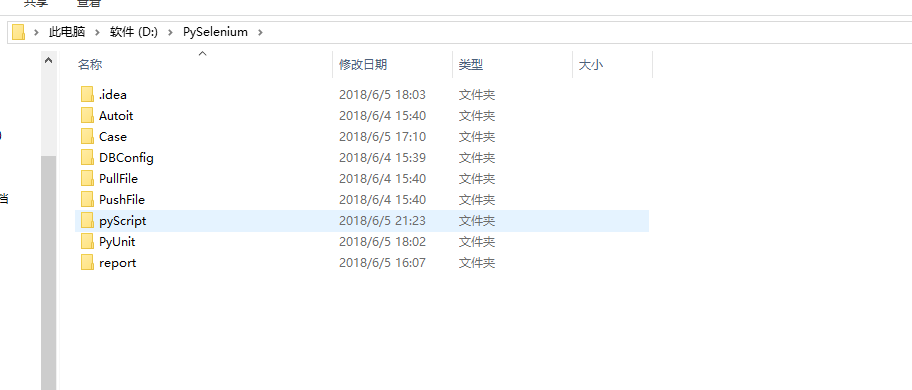 共享 查看
此电脑 软件 (D:) PySelenium
名称 修改日期 类型 大小
.idea 2018/6/5 18:03 文件夹
Autoit 2018/6/4 15:40 文件夹
Case 2018/6/5 17:10 文件夹
DBConfig 2018/6/4 15:39 文件夹
PullFile 2018/6/4 15:40 文件夹
PushFile 2018/6/4 15:40 文件夹
pyScript 2018/6/5 21:23 文件夹
PyUnit 2018/6/5 18:02 文件夹
report 2018/6/5 16:07 文件夹